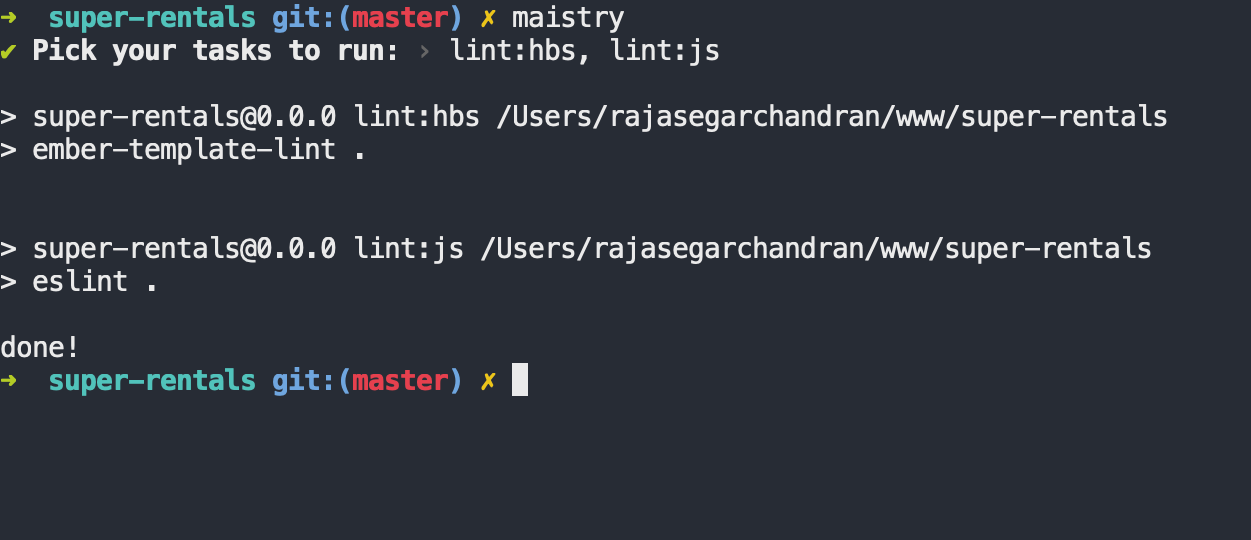 ➜  super-rentals git:(master) ✗ maistry
✔ Pick your tasks to run: › lint:hbs, lint:js
> super-rentals@0.0.0 lint:hbs /Users/rajasegarchandran/www/super-rentals
> ember-template-lint .
> super-rentals@0.0.0 lint:js /Users/rajasegarchandran/www/super-rentals
> eslint .
done!
➜  super-rentals git:(master) ✗